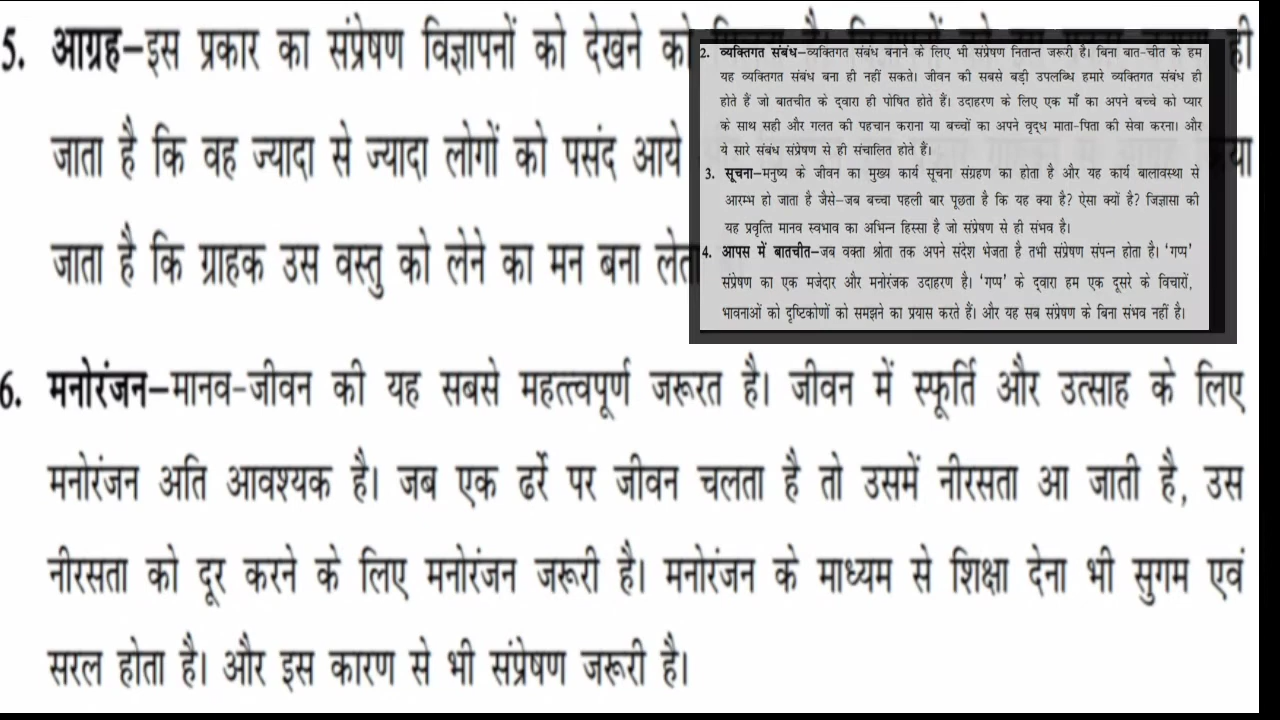 5. आग्रह–इस प्रकार का संप्रेषण विज्ञापनों को देखने को
ही
जाता है कि वह ज्यादा से ज्यादा लोगों को पसंद आये
जाता है कि ग्राहक उस वस्तु को लेने का मन बना लेता
2. व्यक्तिगत संबंध–व्यक्तिगत संबंध बनाने के लिए भी संप्रेषण नितान्त जरूरी है। बिना बात-चीत के हम
यह व्यक्तिगत संबंध बना ही नहीं सकते। जीवन की सबसे बड़ी उपलब्धि हमारे व्यक्तिगत संबंध ही
होते हैं जो बातचीत के द्वारा ही पोषित होते हैं। उदाहरण के लिए एक माँ का अपने बच्चे को प्यार
के साथ सही और गलत की पहचान कराना या बच्चों का अपने वृद्ध माता-पिता की सेवा करना। और
ये सारे संबंध संप्रेषण से ही संचालित होते हैं।
3. सूचना–मनुष्य के जीवन का मुख्य कार्य सूचना संग्रहण का होता है और यह कार्य बालावस्था से
आरम्भ हो जाता है जैसे–जब बच्चा पहली बार पूछता है कि यह क्या है? ऐसा क्यों है? जिज्ञासा की
यह प्रवृत्ति मानव स्वभाव का अभिन्न हिस्सा है जो संप्रेषण से ही संभव है।
4. आपस में बातचीत–जब वक्ता श्रोता तक अपने संदेश भेजता है तभी संप्रेषण संपन्न होता है। ‘गप्प’
संप्रेषण का एक मजेदार और मनोरंजक उदाहरण है। ‘गप्प’ के द्वारा हम एक दूसरे के विचारों,
भावनाओं को दृष्टिकोणों को समझने का प्रयास करते हैं। और यह सब संप्रेषण के बिना संभव नहीं है।
6. मनोरंजन–मानव-जीवन की यह सबसे महत्त्वपूर्ण जरूरत है। जीवन में स्फूर्ति और उत्साह के लिए
मनोरंजन अति आवश्यक है। जब एक ढर्रे पर जीवन चलता है तो उसमें नीरसता आ जाती है, उस
नीरसता को दूर करने के लिए मनोरंजन जरूरी है। मनोरंजन के माध्यम से शिक्षा देना भी सुगम एवं
सरल होता है। और इस कारण से भी संप्रेषण जरूरी है।